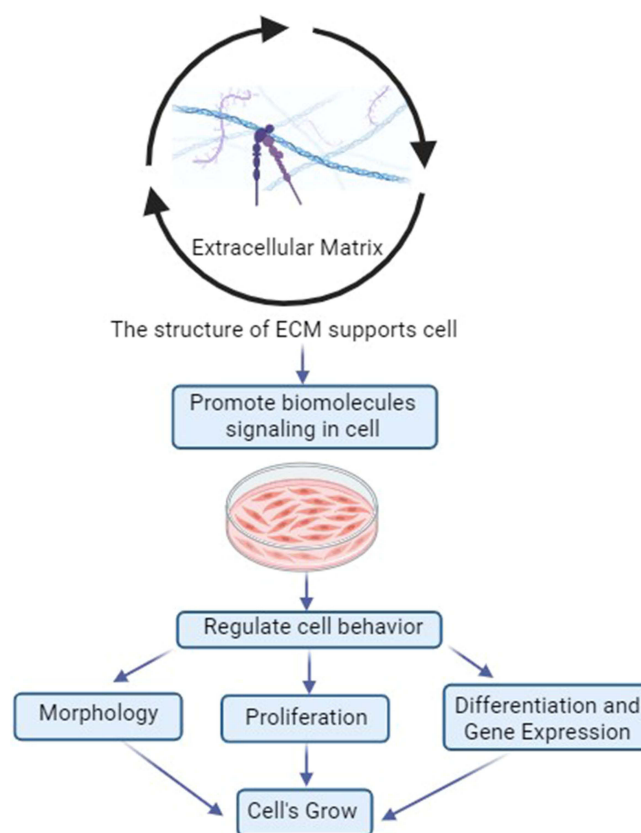 Extracellular Matrix
The structure of ECM supports cell
Promote biomolecules
signaling in cell
Regulate cell behavior
Morphology
Proliferation
Differentiation and
Gene Expression
Cell's Grow